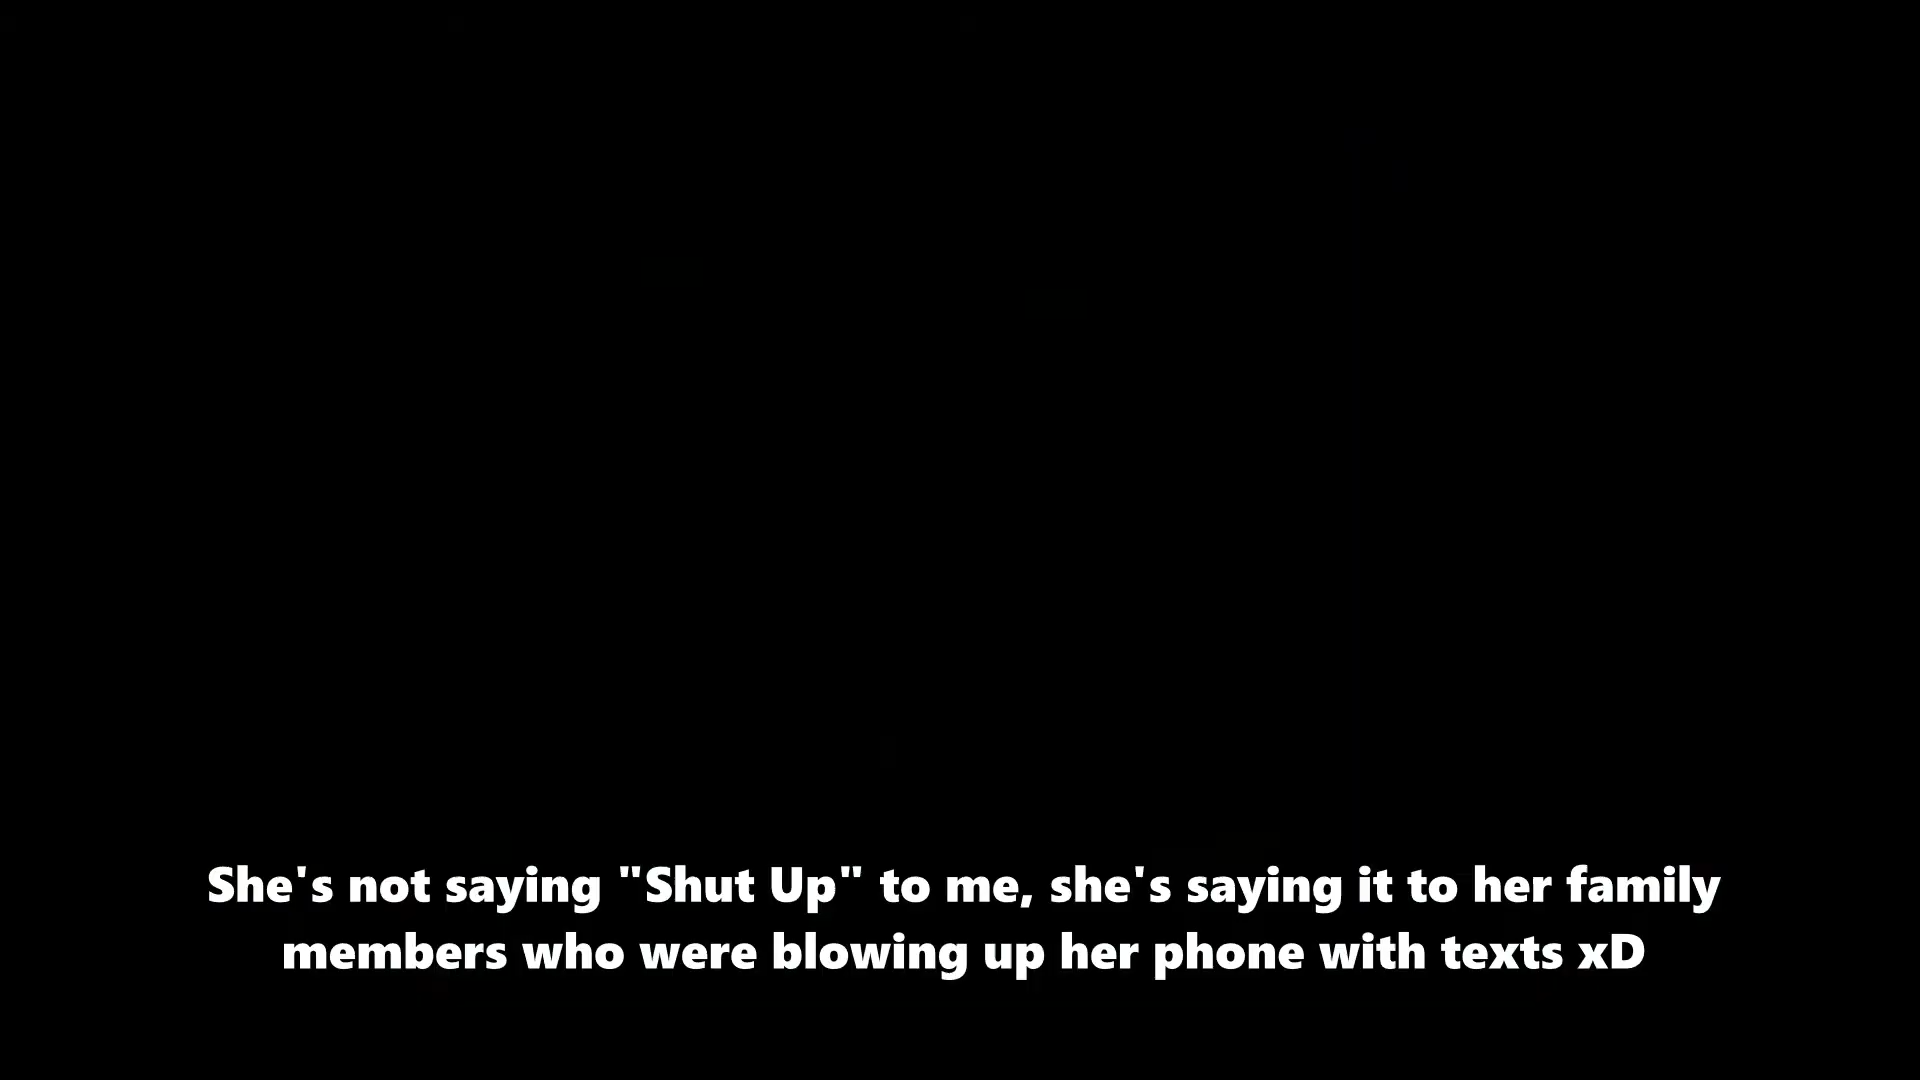 She's not saying "Shut Up" to me, she's saying it to her family
members who were blowing up her phone with texts xD